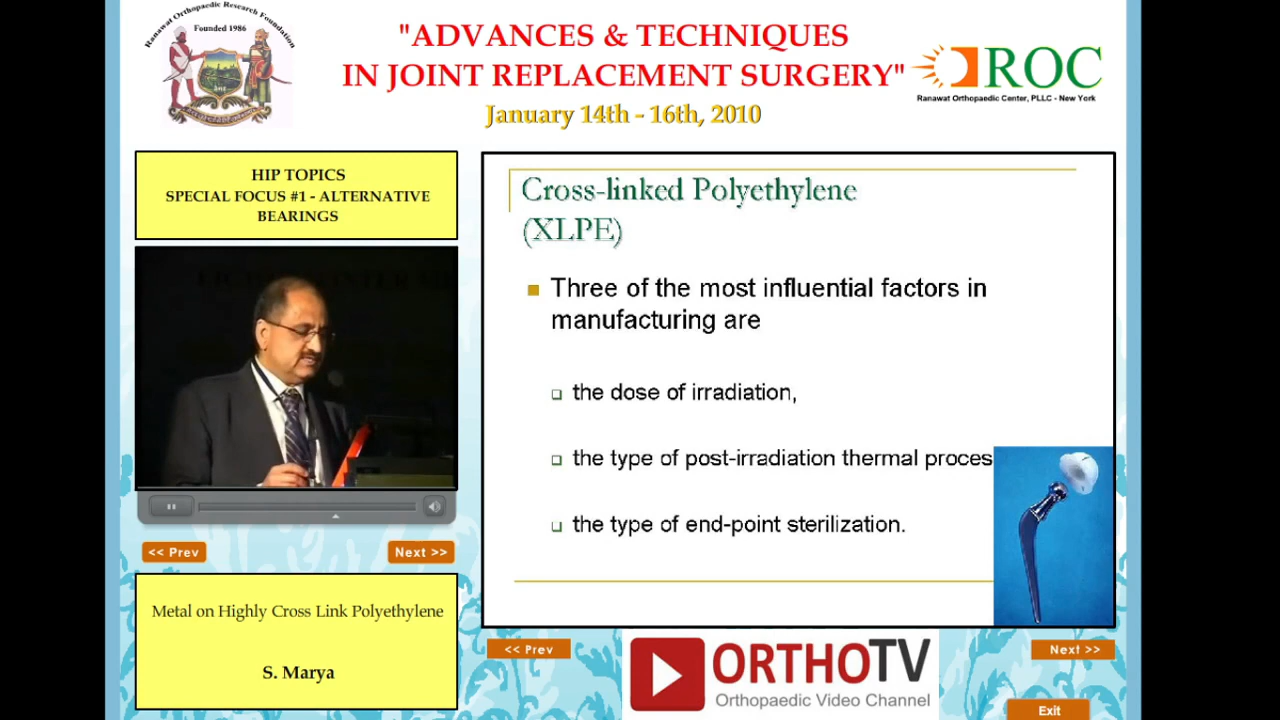 Ranawat Orthopaedic Research Foundation
Founded 1986
"ADVANCES & TECHNIQUES
IN JOINT REPLACEMENT SURGERY"
January 14th - 16th, 2010
ROC
Ranawat Orthopaedic Center, PLLC - New York
HIP TOPICS
SPECIAL FOCUS #1 - ALTERNATIVE
BEARINGS
<< Prev
Next >>
Metal on Highly Cross Link Polyethylene
S. Marya
Cross-linked Polyethylene
(XLPE)
Three of the most influential factors in
manufacturing are
the dose of irradiation,
the type of post-irradiation thermal proces
the type of end-point sterilization.
<< Prev
ORTHOTV
Orthopaedic Video Channel
Next >>
Exit